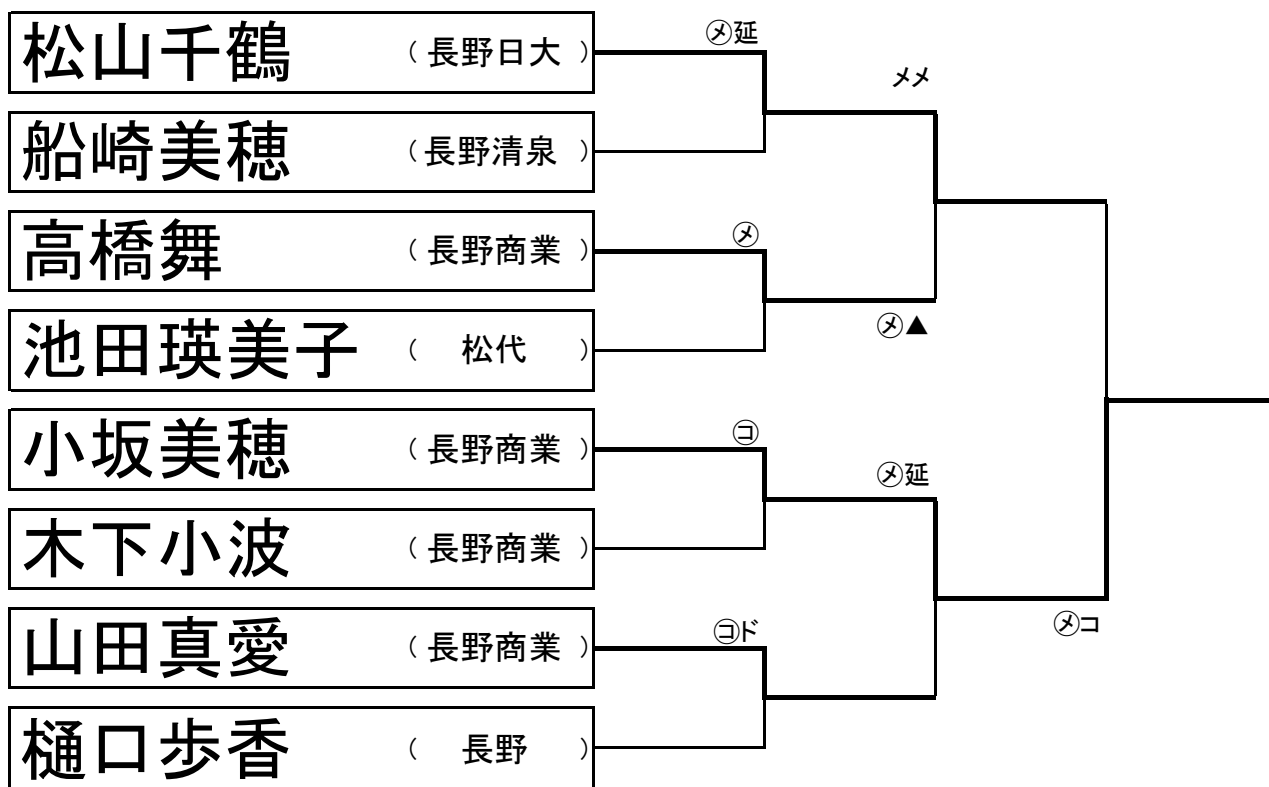 松山千鶴 （ 長野日大 ）
㋱延
メメ
船崎美穂 （ 長野清泉 ）
高橋舞 （ 長野商業 ）
㋱
㋱▲
池田瑛美子 （ 松代 ）
小坂美穂 （ 長野商業 ）
㋙
㋱延
木下小波 （ 長野商業 ）
山田真愛 （ 長野商業 ）
㋙ド
㋱コ
樋口歩香 （ 長野 ）